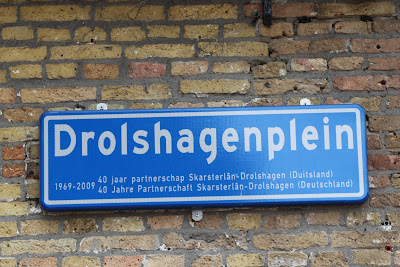 Drolshagenplein
40 jaar partnerschap Skarsterlân-Drolshagen (Duitsland)
1969-2009 40 Jahre Partnerschaft Skarsterlân-Drolshagen (Deutschland)